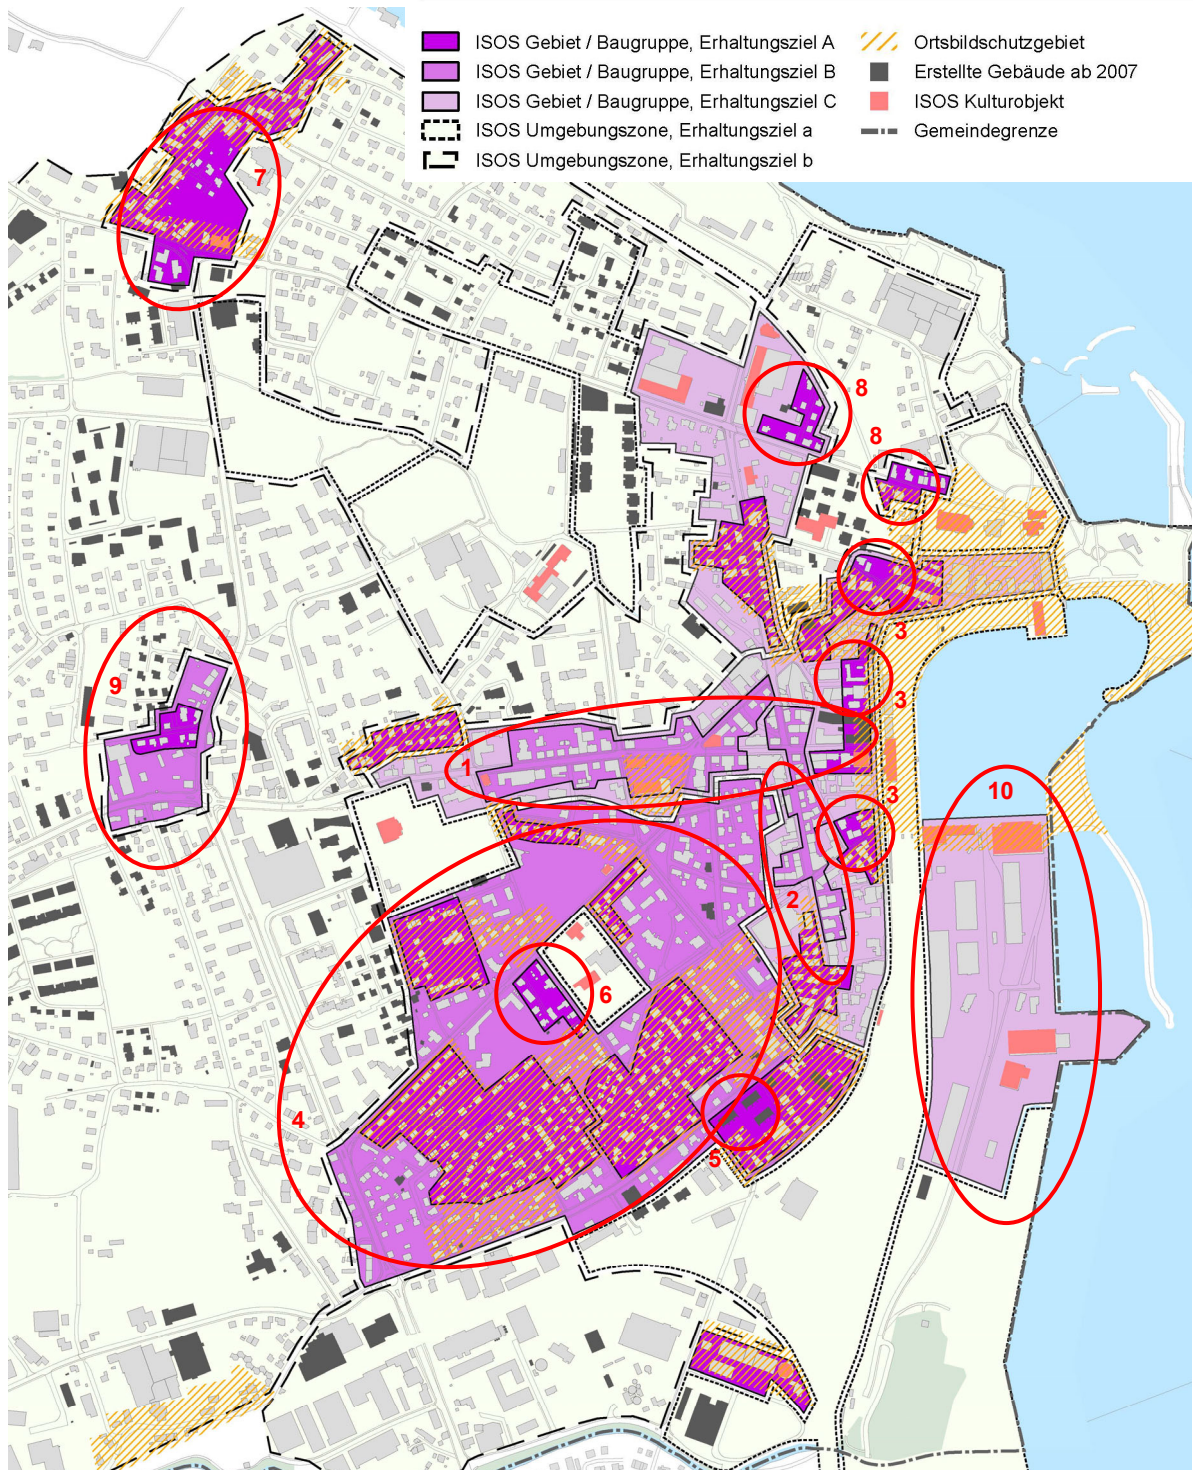 ISOS Gebiet / Baugruppe, Erhaltungsziel A
ISOS Gebiet / Baugruppe, Erhaltungsziel B
ISOS Gebiet / Baugruppe, Erhaltungsziel C
ISOS Umgebungszone, Erhaltungsziel a
ISOS Umgebungszone, Erhaltungsziel b
Ortsbildschutzgebiet
Erstellte Gebäude ab 2007
ISOS Kulturobjekt
Gemeindegrenze
7
8
8
3
9
3
1
3
10
2
6
4
5